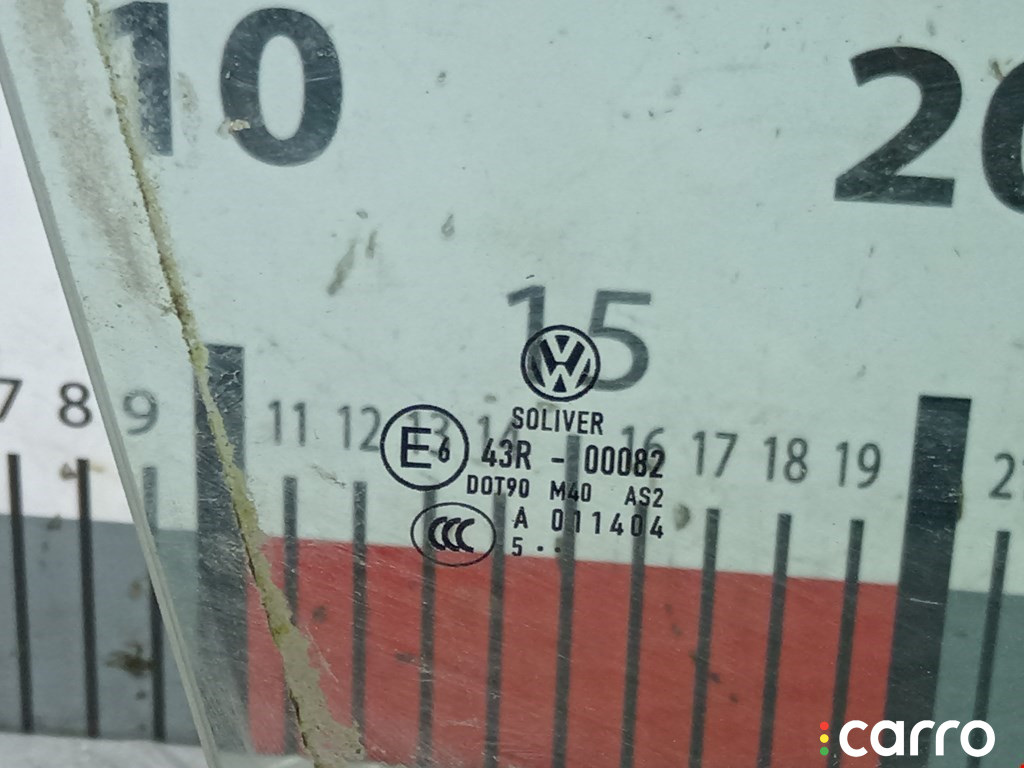 10 20
15
7 8 9 11 12 13 14 16 17 18 19
SOLIVER
E6 43R - 00082
DOT90 M40 AS2
CCC A 011404
5 ••
carro